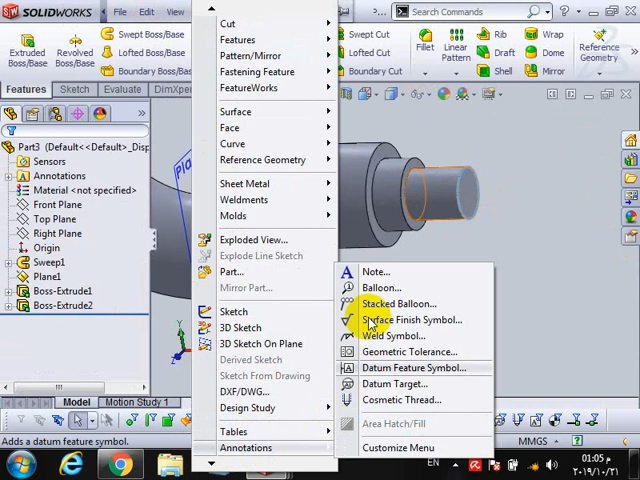 SOLIDWORKS
File
Edit
View
Search Commands
Extruded Boss/Base
Revolved Boss/Base
Swept Boss/Base
Lofted Boss/Base
Boundary Boss/Base
Swept Cut
Lofted Cut
Boundary Cut
Fillet
Linear Pattern
Rib
Draft
Shell
Wrap
Dome
Mirror
Reference Geometry
Features
Sketch
Evaluate
DimXpert
Part3 (Default<<Default>_Disp
Sensors
Annotations
Material <not specified>
Front Plane
Top Plane
Right Plane
Origin
Sweep1
Plane1
Boss-Extrude1
Boss-Extrude2
Cut
Features
Pattern/Mirror
Fastening Feature
FeatureWorks
Surface
Face
Curve
Reference Geometry
Sheet Metal
Weldments
Molds
Exploded View...
Explode Line Sketch
Part...
Mirror Part...
Sketch
3D Sketch
3D Sketch On Plane
Derived Sketch
Sketch From Drawing
DXF/DWG...
Design Study
Tables
Annotations
Note...
Balloon...
Stacked Balloon...
Surface Finish Symbol...
Weld Symbol...
Geometric Tolerance...
Datum Feature Symbol...
Datum Target...
Cosmetic Thread...
Area Hatch/Fill
Customize Menu
Model
Motion Study 1
Adds a datum feature symbol.
MMGS
EN
01:05 م
٢٠١٩/١٠/٢١